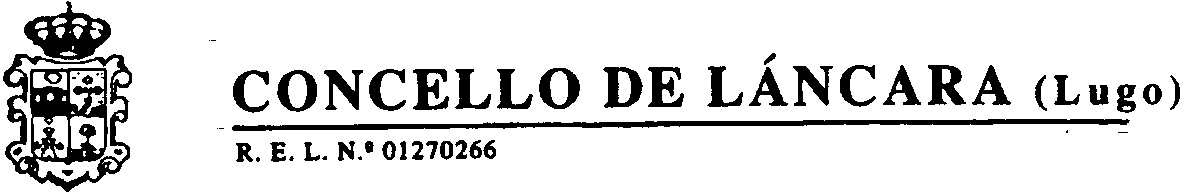 CONCELLO DE LÁNCARA (Lugo)
R. E. L. N.º 01270266